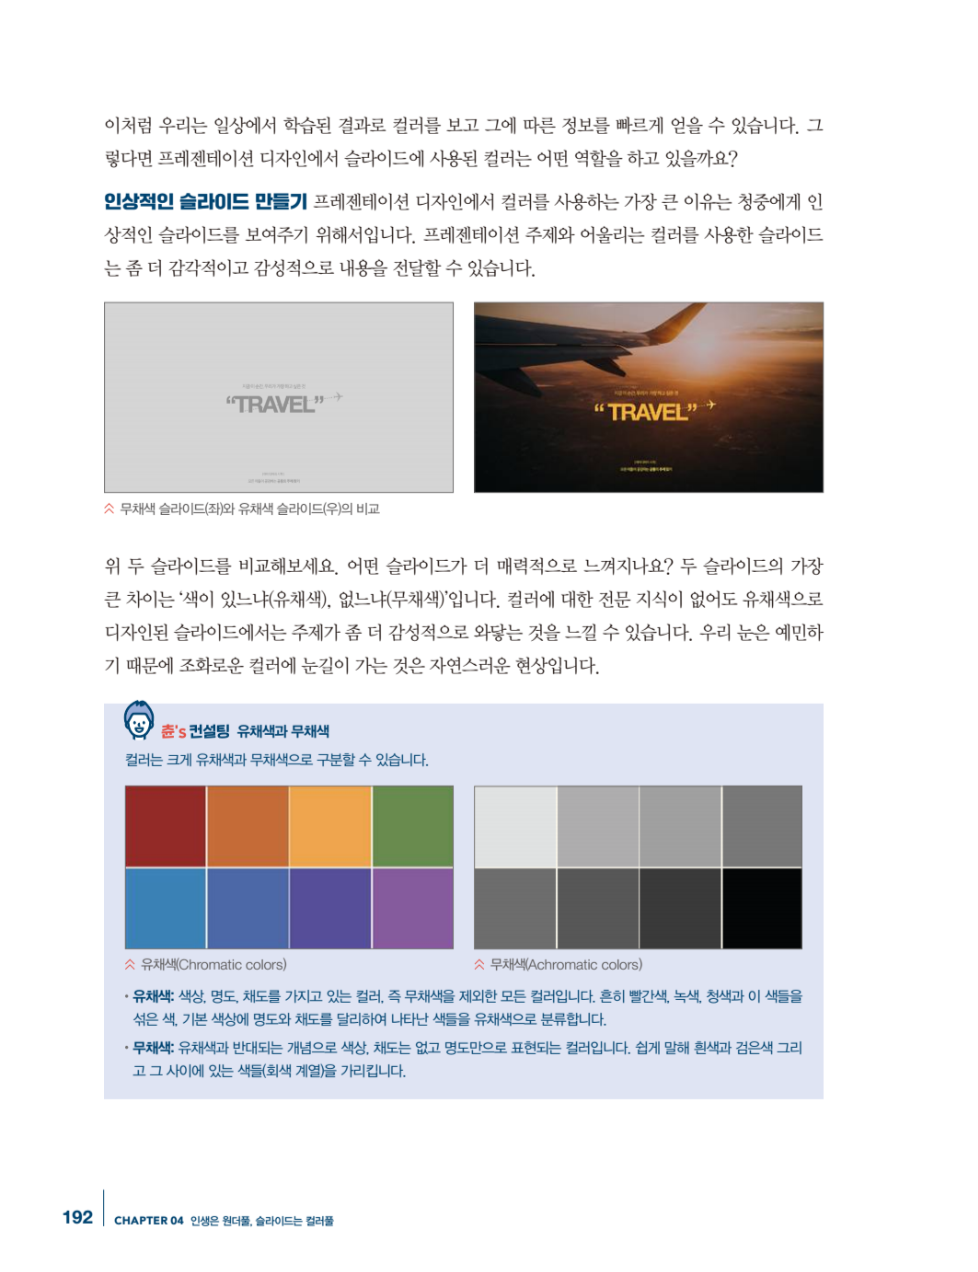 이처럼 우리는 일상에서 학습된 결과로 컬러를 보고 그에 따른 정보를 빠르게 얻을 수 있습니다. 그
렇다면 프레젠테이션 디자인에서 슬라이드에 사용된 컬러는 어떤 역할을 하고 있을까요?
인상적인 슬라이드 만들기 프레젠테이션 디자인에서 컬러를 사용하는 가장 큰 이유는 청중에게 인
상적인 슬라이드를 보여주기 위해서입니다. 프레젠테이션 주제와 어울리는 컬러를 사용한 슬라이드
는 좀 더 감각적이고 감성적으로 내용을 전달할 수 있습니다.
“TRAVEL”
“ TRAVEL”
무채색 슬라이드(좌)와 유채색 슬라이드(우)의 비교
위 두 슬라이드를 비교해보세요. 어떤 슬라이드가 더 매력적으로 느껴지나요? 두 슬라이드의 가장
큰 차이는 ‘색이 있느냐(유채색), 없느냐(무채색)’입니다. 컬러에 대한 전문 지식이 없어도 유채색으로
디자인된 슬라이드에서는 주제가 좀 더 감성적으로 와닿는 것을 느낄 수 있습니다. 우리 눈은 예민하
기 때문에 조화로운 컬러에 눈길이 가는 것은 자연스러운 현상입니다.
춘's 컨설팅 유채색과 무채색
컬러는 크게 유채색과 무채색으로 구분할 수 있습니다.
유채색(Chromatic colors)
무채색(Achromatic colors)
• 유채색: 색상, 명도, 채도를 가지고 있는 컬러, 즉 무채색을 제외한 모든 컬러입니다. 흔히 빨간색, 녹색, 청색과 이 색들을
섞은 색, 기본 색상에 명도와 채도를 달리하여 나타난 색들을 유채색으로 분류합니다.
• 무채색: 유채색과 반대되는 개념으로 색상, 채도는 없고 명도만으로 표현되는 컬러입니다. 쉽게 말해 흰색과 검은색 그리
고 그 사이에 있는 색들(회색 계열)을 가리킵니다.
192 CHAPTER 04 인생은 원더풀, 슬라이드는 컬러풀